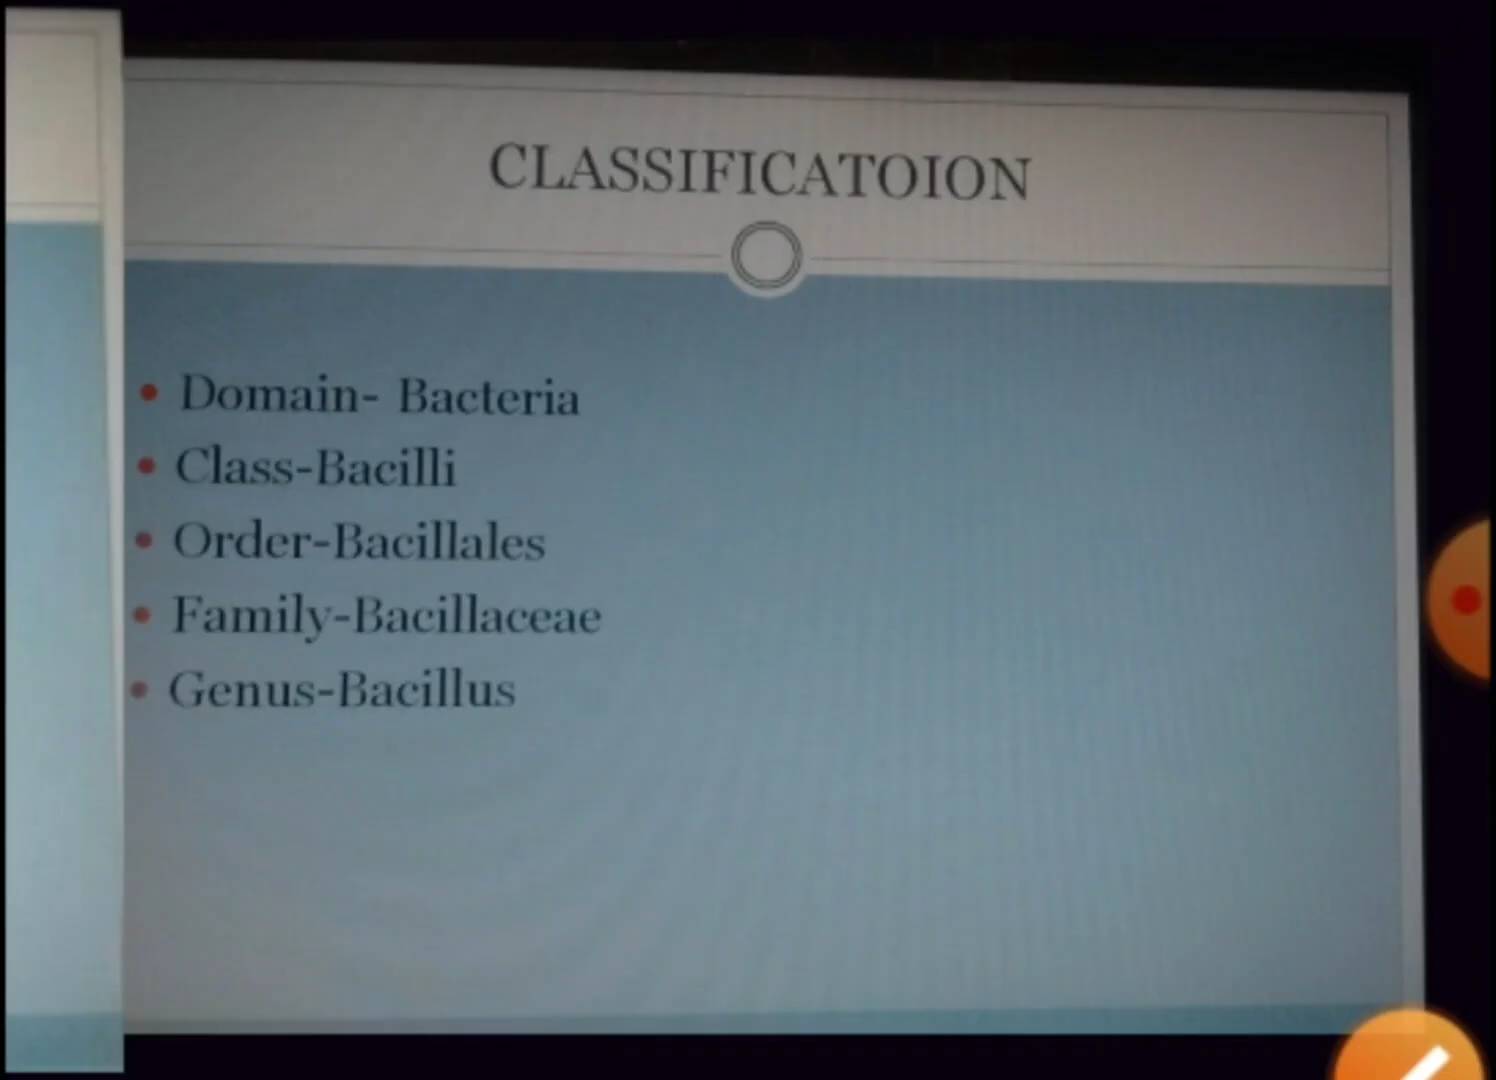 CLASSIFICATOION
• Domain- Bacteria
• Class-Bacilli
• Order-Bacillales
• Family-Bacillaceae
• Genus-Bacillus